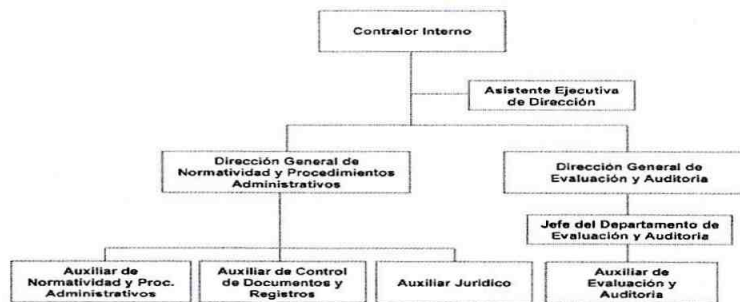 Contralor Interno
Asistente Ejecutiva
de Dirección
Dirección General de
Normatividad y Procedimientos
Administrativos
Dirección General de
Evaluación y Auditoria
Jefe del Departamento de
Evaluación y Auditoria
Auxiliar de
Normatividad y Proc.
Administrativos
Auxiliar de Control
de Documentos y
Registros
Auxiliar Jurídico
Auxiliar de
Evaluación y
Auditoria